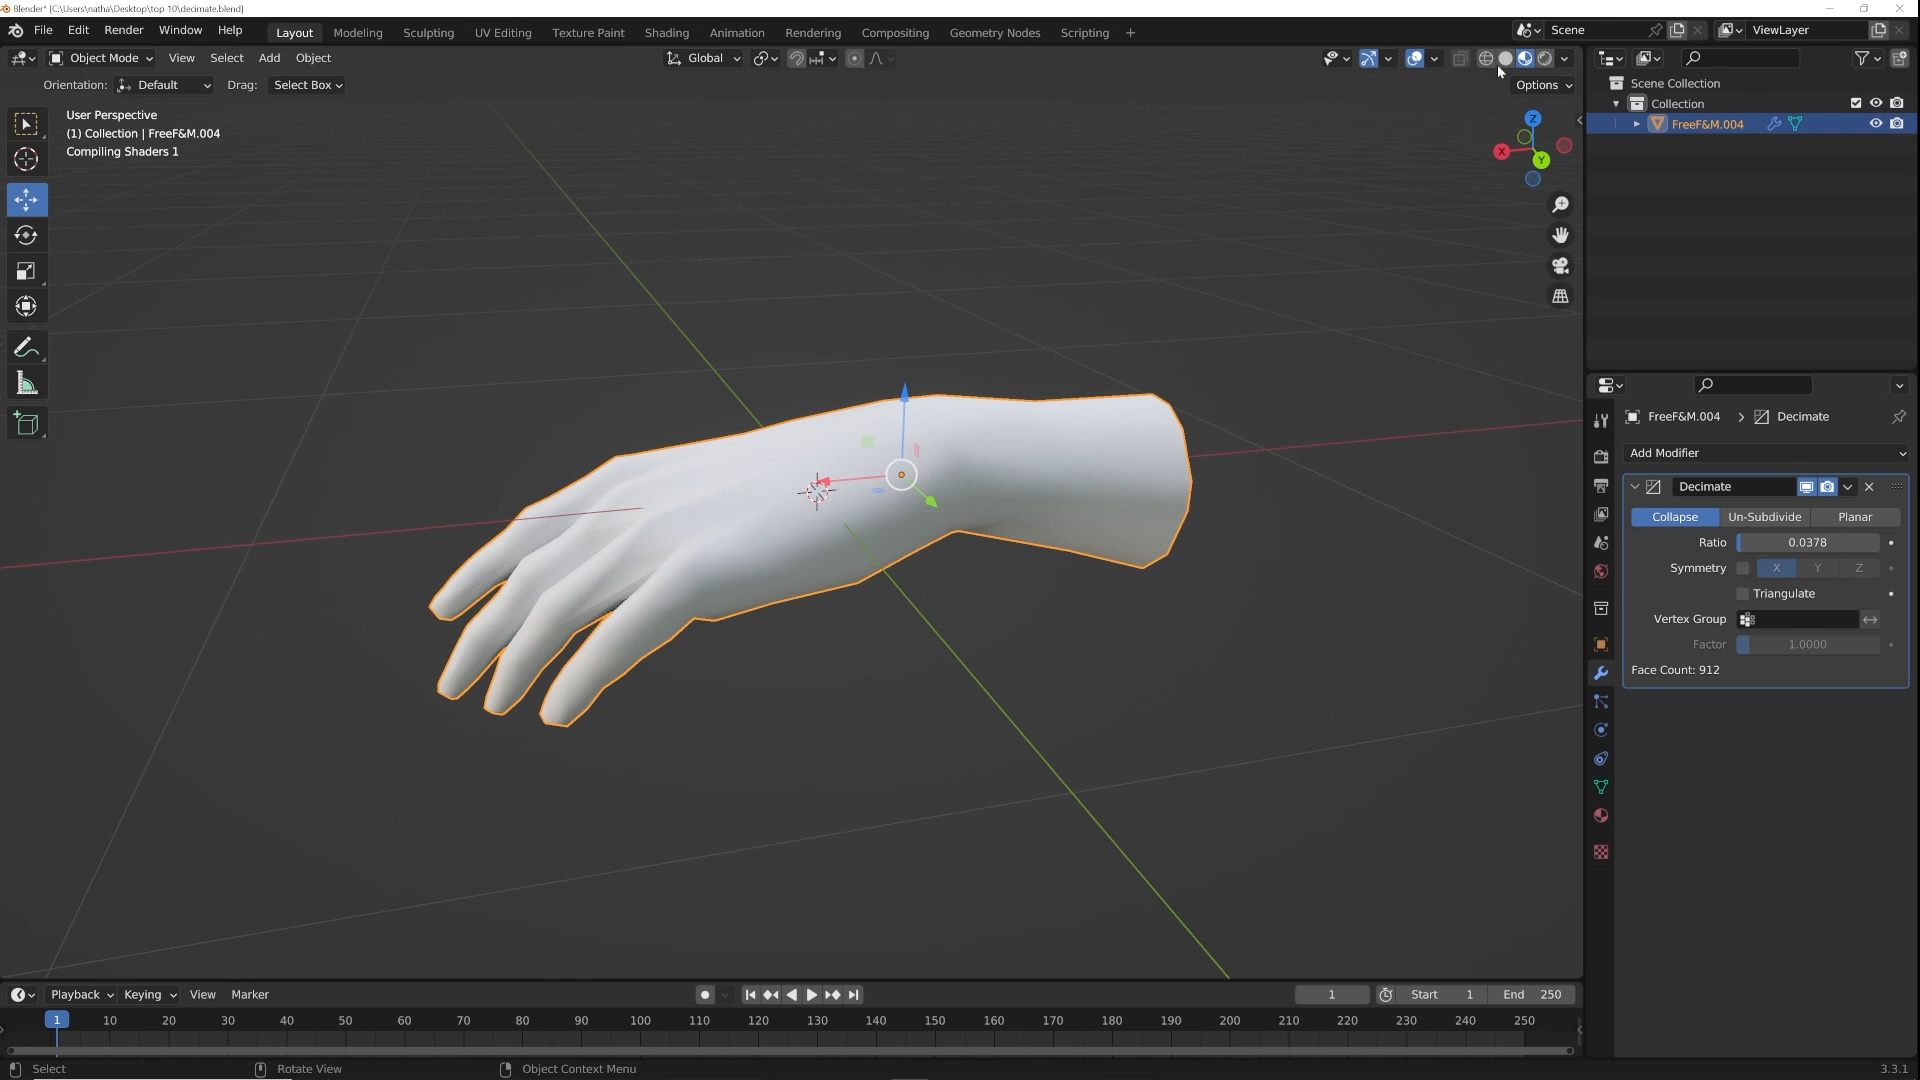 Blender* [C:\Users\natha\Desktop\top 10\decimate.blend]
File Edit Render Window Help Layout Modeling Sculpting UV Editing Texture Paint Shading Animation Rendering Compositing Geometry Nodes Scripting + Scene ViewLayer
Object Mode View Select Add Object Global
Orientation: Default Drag: Select Box Options
User Perspective
(1) Collection | FreeF&M.004
Compiling Shaders 1
Z
X
Y
Scene Collection
Collection
FreeF&M.004
FreeF&M.004 > Decimate
Add Modifier
Decimate
Collapse Un-Subdivide Planar
Ratio 0.0378
Symmetry X Y Z
Triangulate
Vertex Group
Factor 1.0000
Face Count: 912
Playback Keying View Marker 1 Start 1 End 250
1 10 20 30 40 50 60 70 80 90 100 110 120 130 140 150 160 170 180 190 200 210 220 230 240 250
Select Rotate View Object Context Menu 3.3.1